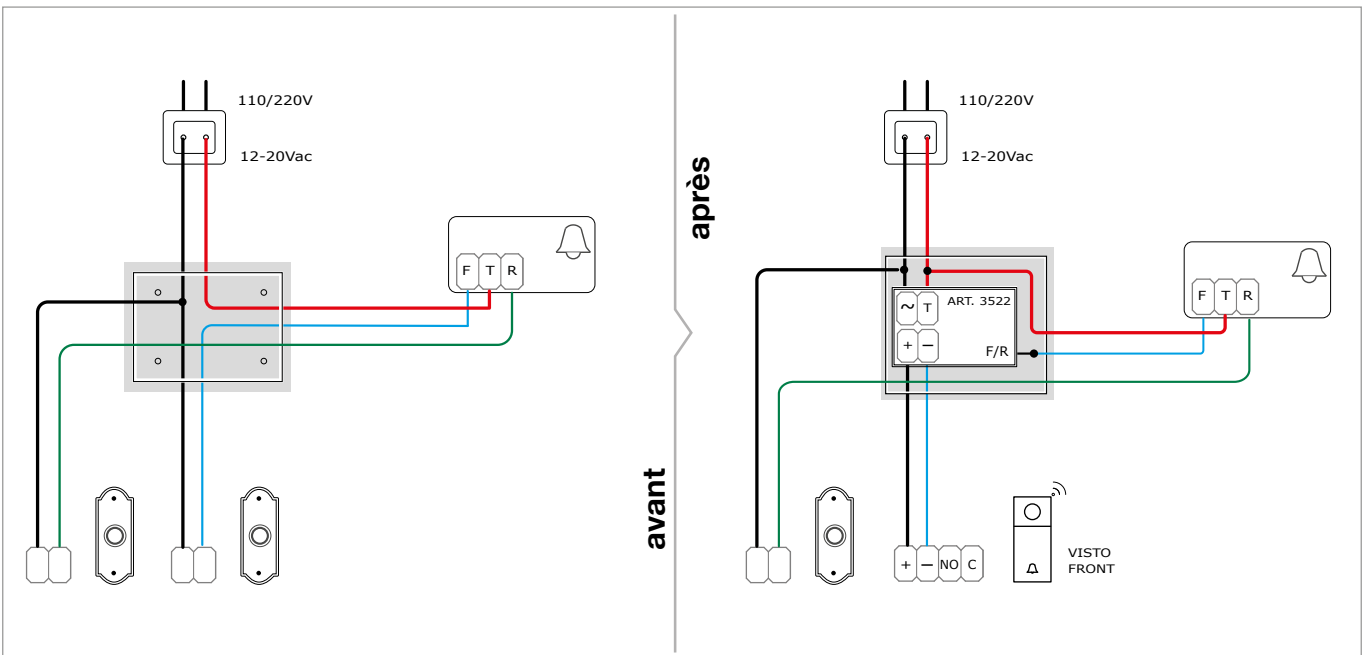 110/220V
12-20Vac
F T R
avant
après
110/220V
12-20Vac
~ T
ART. 3522
+ −
F/R
F T R
+ − NO C
VISTO
FRONT